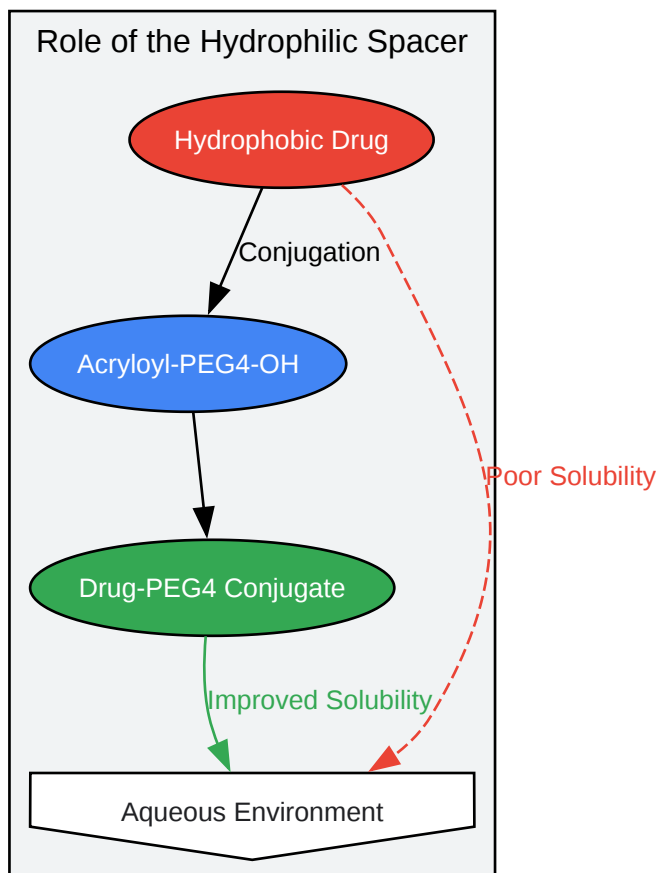 Role of the Hydrophilic Spacer
Hydrophobic Drug
Conjugation
Acryloyl-PEG4-OH
Poor Solubility
Drug-PEG4 Conjugate
Improved Solubility
Aqueous Environment